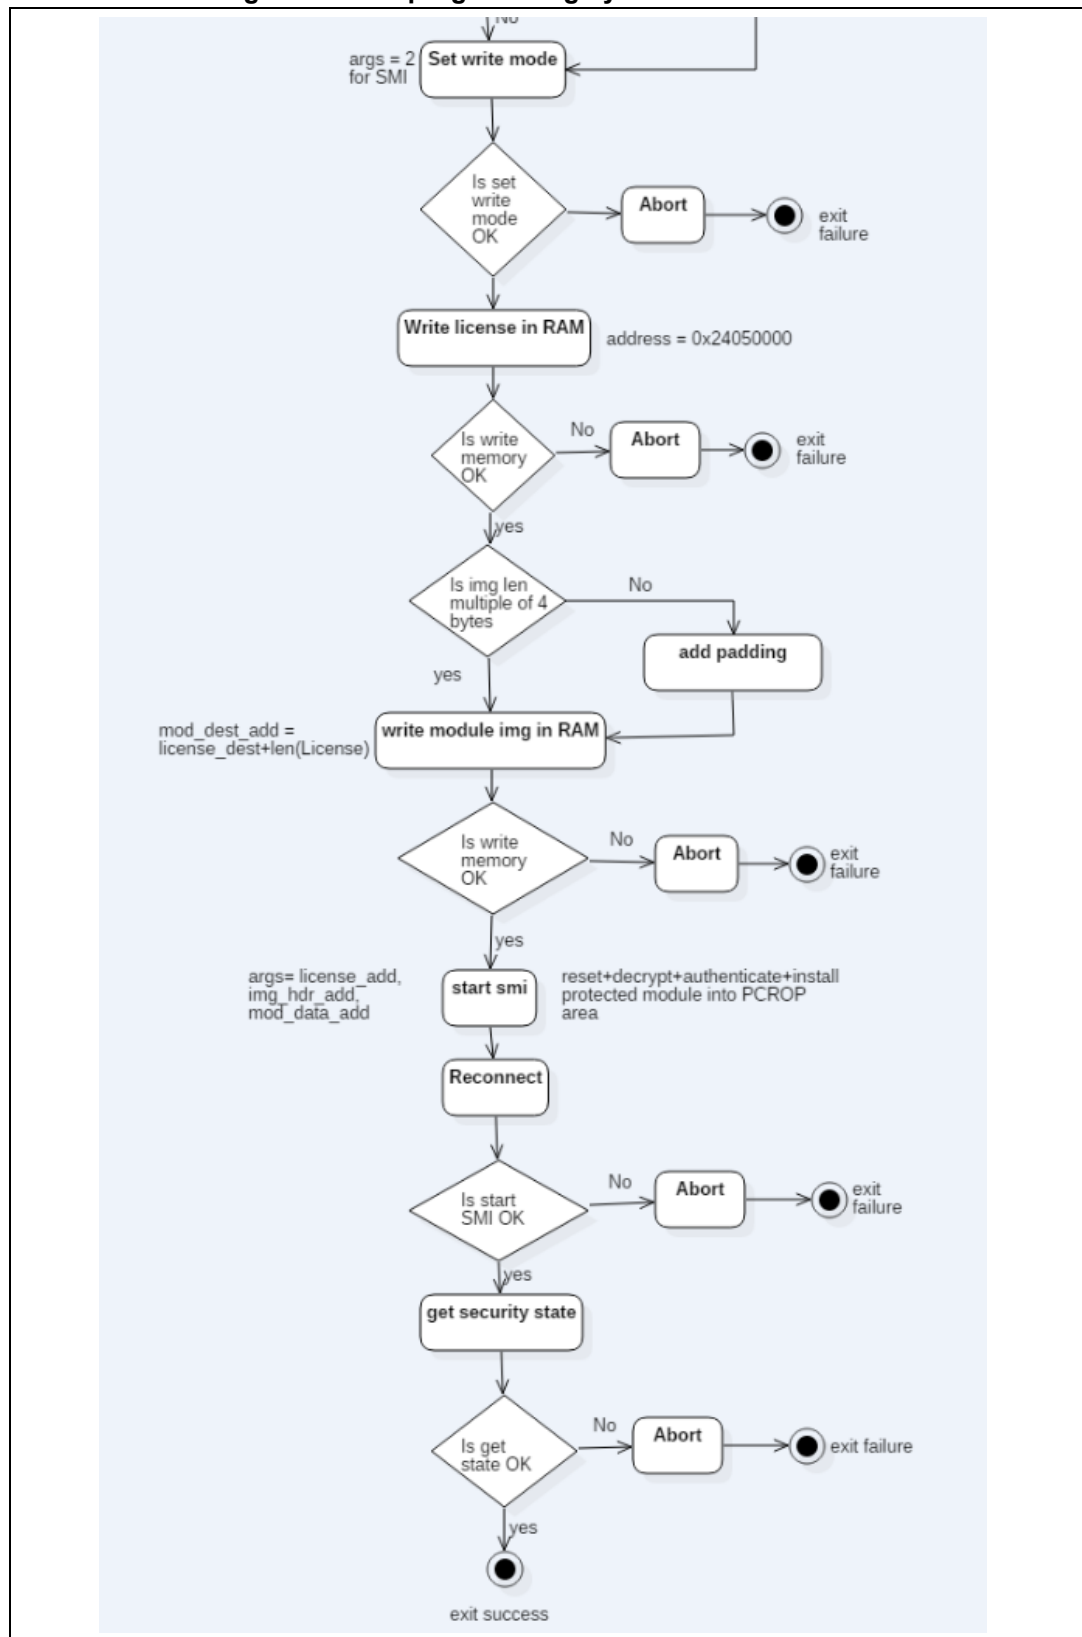 No
args = 2
for SMI
Set write mode
Is set
write
mode
OK
Abort
exit
failure
Write license in RAM
address = 0x24050000
Is write
memory
OK
No
Abort
exit
failure
yes
Is img len
multiple of 4
bytes
No
add padding
yes
mod_dest_add =
license_dest+len(License)
write module img in RAM
Is write
memory
OK
No
Abort
exit
failure
yes
args= license_add,
img_hdr_add,
mod_data_add
start smi
reset+decrypt+authenticate+install
protected module into PCROP
area
Reconnect
Is start
SMI OK
No
Abort
exit
failure
yes
get security state
Is get
state OK
No
Abort
exit failure
yes
exit success